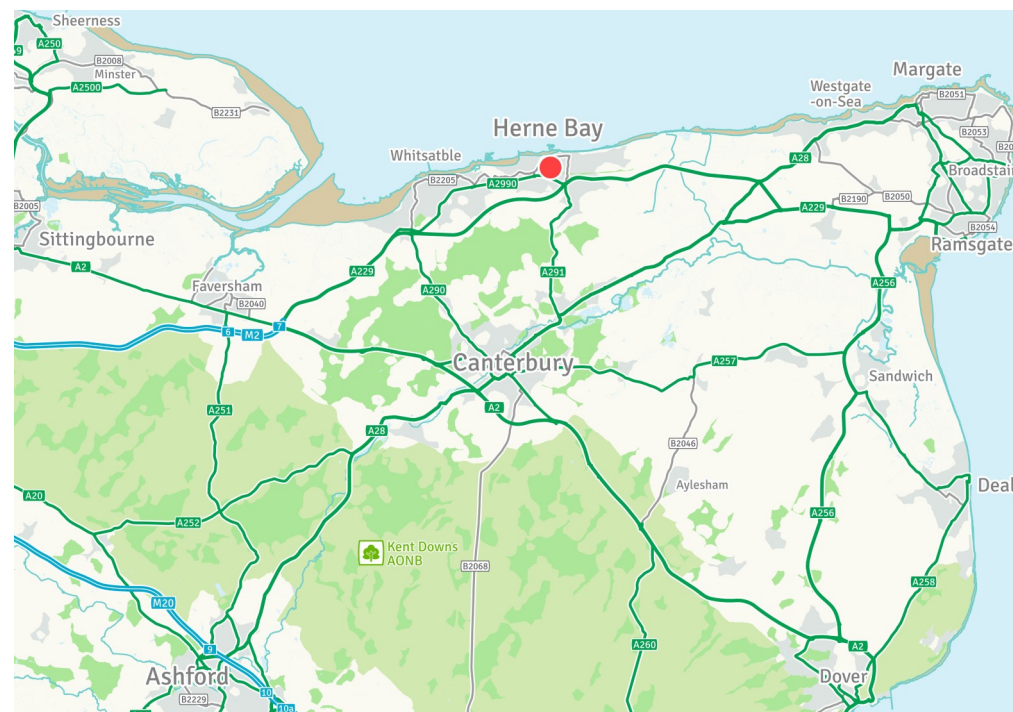 Sheerness
A250
B2008
Minster
A2500
B2231
Margate
Westgate
-on-Sea
B2051
B2053
Herne Bay
Whitsatble
A28
B2205
A2990
Broadstair
B2005
B2190
B2050
A229
B2054
Sittingbourne
Ramsgate
A2
A229
A291
A256
Faversham
A290
B2040
7
6
M2
Canterbury
A257
Sandwich
A2
A251
A28
B2046
Aylesham
Deal
A20
A252
A256
Kent Downs
AONB
B2068
A258
M20
A260
A2
9
Ashford
Dover
10
B2229
10a